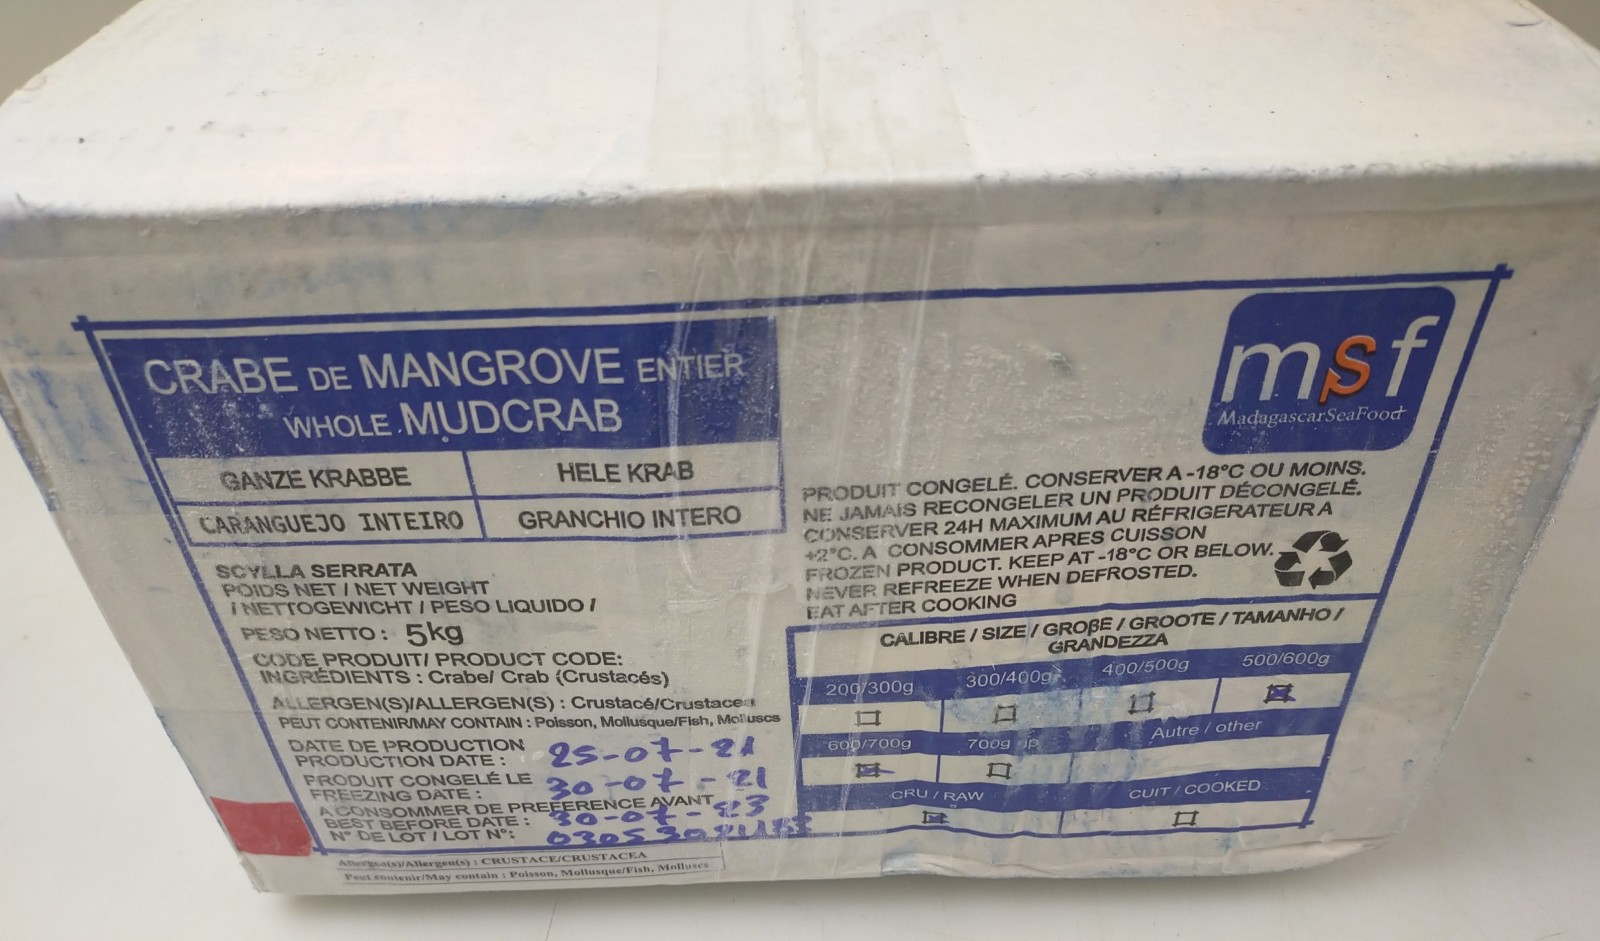 CRABE DE MANGROVE ENTIER
WHOLE MUDCRAB
GANZE KRABBE
HELE KRAB
CARANGUEJO INTEIRO
GRANCHIO INTERO
SCYLLA SERRATA
POIDS NET / NET WEIGHT
/ NETTOGEWICHT / PESO LIQUIDO /
PESO NETTO : 5kg
CODE PRODUIT/ PRODUCT CODE:
INGRÉDIENTS : Crabe/ Crab (Crustacés)
ALLERGEN(S)/ALLERGEN(S) : Crustacé/Crustacea
PEUT CONTENIR/MAY CONTAIN : Poisson, Mollusque/Fish, Molluscs
DATE DE PRODUCTION
PRODUCTION DATE : 25-07-21
PRODUIT CONGELÉ LE
FREEZING DATE : 30-07-21
A CONSOMMER DE PREFERENCE AVANT
BEST BEFORE DATE : 30-07-23
N° DE LOT / LOT N°:
Allergen(s)/Allergen(s) : CRUSTACE/CRUSTACEA
Peut contenir/May contain : Poisson, Mollusque/Fish, Molluscs
msf
MadagascarSeaFood
PRODUIT CONGELÉ. CONSERVER A -18°C OU MOINS.
NE JAMAIS RECONGELER UN PRODUIT DÉCONGELÉ.
CONSERVER 24H MAXIMUM AU RÉFRIGERATEUR A
+2°C. A CONSOMMER APRES CUISSON
FROZEN PRODUCT. KEEP AT -18°C OR BELOW.
NEVER REFREEZE WHEN DEFROSTED.
EAT AFTER COOKING
CALIBRE / SIZE / GROßE / GROOTE / TAMANHO /
GRANDEZZA
200/300g 300/400g 400/500g 500/600g
600/700g 700g up Autre / other
CRU / RAW CUIT / COOKED